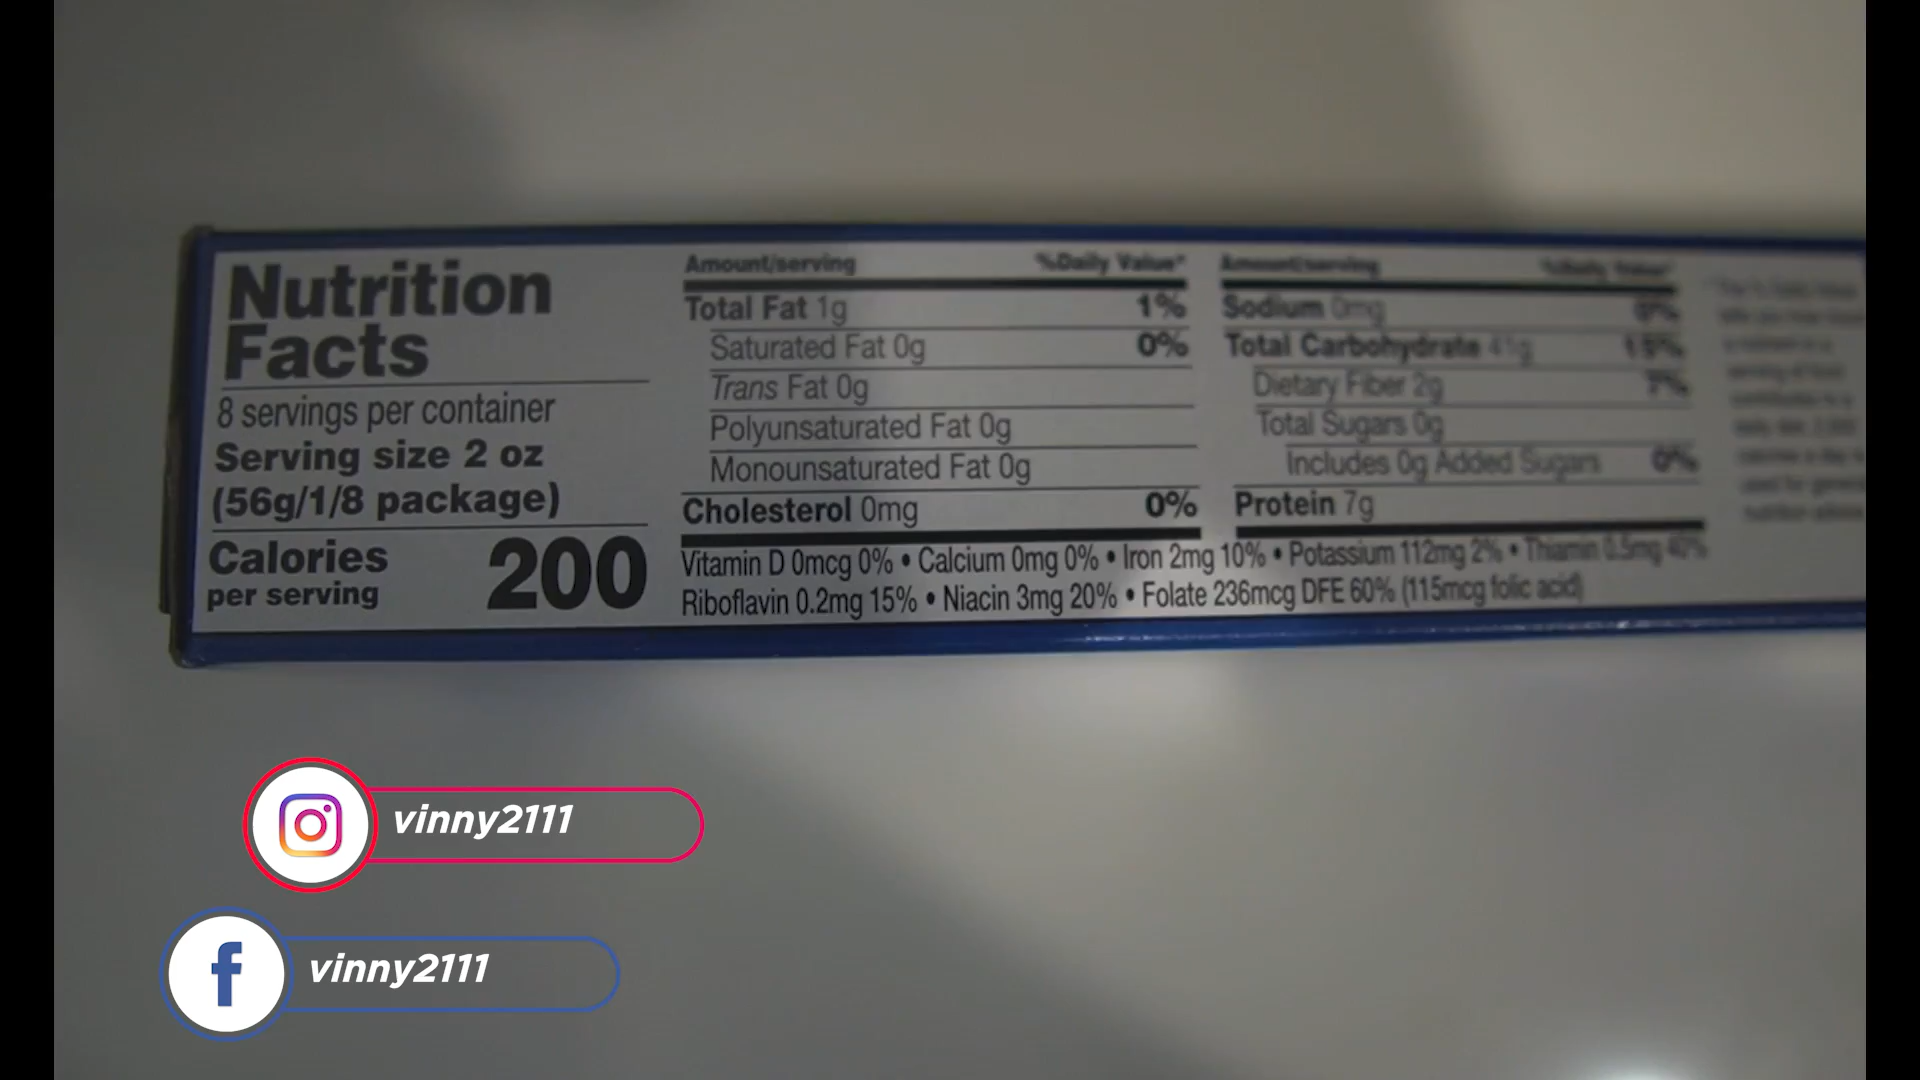 Nutrition
Facts
8 servings per container
Serving size 2 oz
(56g/1/8 package)
Calories
per serving
200
Amount/serving %Daily Value*
Total Fat 1g 1%
Saturated Fat 0g 0%
Trans Fat 0g
Polyunsaturated Fat 0g
Monounsaturated Fat 0g
Cholesterol 0mg 0%
Amount/serving %Daily Value*
Sodium 0mg 0%
Total Carbohydrate 41g 15%
Dietary Fiber 2g 7%
Total Sugars 0g
Includes 0g Added Sugars 0%
Protein 7g
Vitamin D 0mcg 0% • Calcium 0mg 0% • Iron 2mg 10% • Potassium 112mg 2% • Thiamin 0.5mg 40%
Riboflavin 0.2mg 15% • Niacin 3mg 20% • Folate 236mcg DFE 60% (115mcg folic acid)
vinny2111
vinny2111